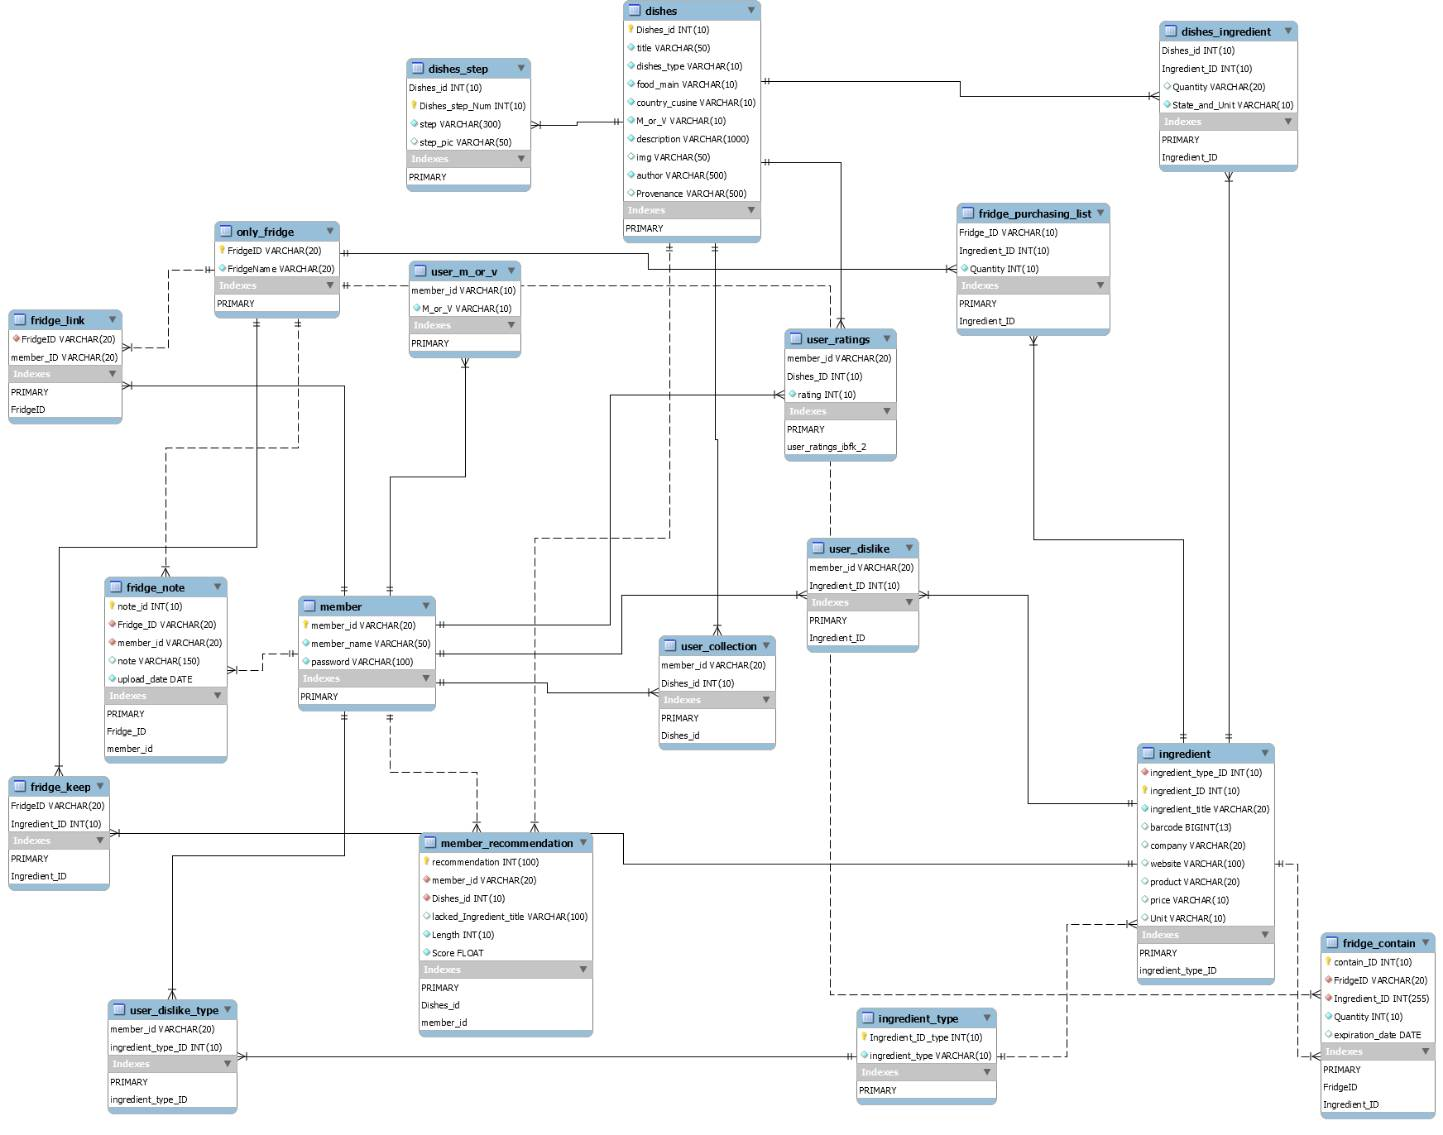 dishes
Dishes_id INT(10)
title VARCHAR(50)
dishes_type VARCHAR(10)
food_main VARCHAR(10)
country_cusine VARCHAR(10)
M_or_V VARCHAR(10)
description VARCHAR(1000)
img VARCHAR(50)
author VARCHAR(500)
Provenance VARCHAR(500)
Indexes
PRIMARY
dishes_ingredient
Dishes_id INT(10)
Ingredient_ID INT(10)
Quantity VARCHAR(20)
State_and_Unit VARCHAR(10)
Indexes
PRIMARY
Ingredient_ID
dishes_step
Dishes_id INT(10)
Dishes_step_Num INT(10)
step VARCHAR(300)
step_pic VARCHAR(50)
Indexes
PRIMARY
fridge_purchasing_list
Fridge_ID VARCHAR(10)
Ingredient_ID INT(10)
Quantity INT(10)
Indexes
PRIMARY
Ingredient_ID
only_fridge
FridgeID VARCHAR(20)
FridgeName VARCHAR(20)
Indexes
PRIMARY
user_m_or_v
member_id VARCHAR(10)
M_or_V VARCHAR(10)
Indexes
PRIMARY
fridge_link
FridgeID VARCHAR(20)
member_ID VARCHAR(20)
Indexes
PRIMARY
FridgeID
user_ratings
member_id VARCHAR(20)
Dishes_ID INT(10)
rating INT(10)
Indexes
PRIMARY
user_ratings_ibfk_2
user_dislike
member_id VARCHAR(20)
Ingredient_ID INT(10)
Indexes
PRIMARY
Ingredient_ID
fridge_note
note_id INT(10)
Fridge_ID VARCHAR(20)
member_id VARCHAR(20)
note VARCHAR(150)
upload_date DATE
Indexes
PRIMARY
Fridge_ID
member_id
member
member_id VARCHAR(20)
member_name VARCHAR(50)
password VARCHAR(100)
Indexes
PRIMARY
user_collection
member_id VARCHAR(20)
Dishes_id INT(10)
Indexes
PRIMARY
Dishes_id
ingredient
ingredient_type_ID INT(10)
ingredient_ID INT(10)
ingredient_title VARCHAR(20)
barcode BIGINT(13)
company VARCHAR(20)
website VARCHAR(100)
product VARCHAR(20)
price VARCHAR(10)
Unit VARCHAR(10)
Indexes
PRIMARY
ingredient_type_ID
fridge_keep
FridgeID VARCHAR(20)
Ingredient_ID INT(10)
Indexes
PRIMARY
Ingredient_ID
member_recommendation
recommendation INT(100)
member_id VARCHAR(20)
Dishes_id INT(10)
lacked_Ingredient_title VARCHAR(100)
Length INT(10)
Score FLOAT
Indexes
PRIMARY
Dishes_id
member_id
fridge_contain
contain_ID INT(10)
FridgeID VARCHAR(20)
Ingredient_ID INT(255)
Quantity INT(10)
expiration_date DATE
Indexes
PRIMARY
FridgeID
Ingredient_ID
user_dislike_type
member_id VARCHAR(20)
ingredient_type_ID INT(10)
Indexes
PRIMARY
ingredient_type_ID
ingredient_type
Ingredient_ID_type INT(10)
ingredient_type VARCHAR(10)
Indexes
PRIMARY